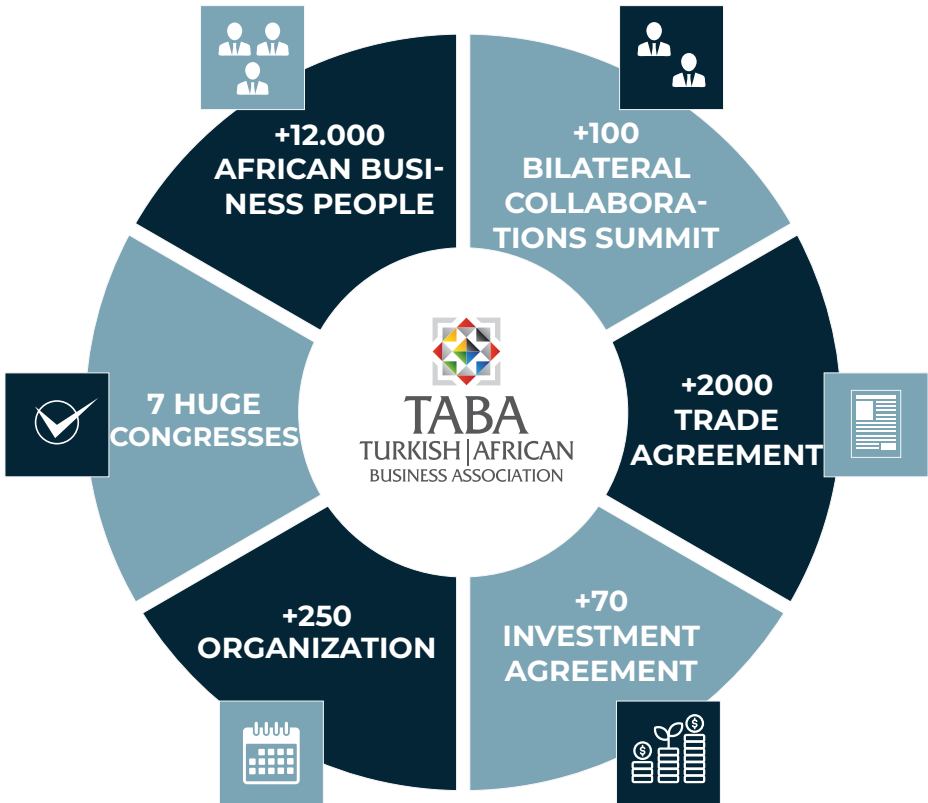 +12.000
AFRICAN BUSI-
NESS PEOPLE
+100
BILATERAL
COLLABORA-
TIONS SUMMIT
7 HUGE
CONGRESSES
TABA
TURKISH|AFRICAN
BUSINESS ASSOCIATION
+2000
TRADE
AGREEMENT
+250
ORGANIZATION
+70
INVESTMENT
AGREEMENT